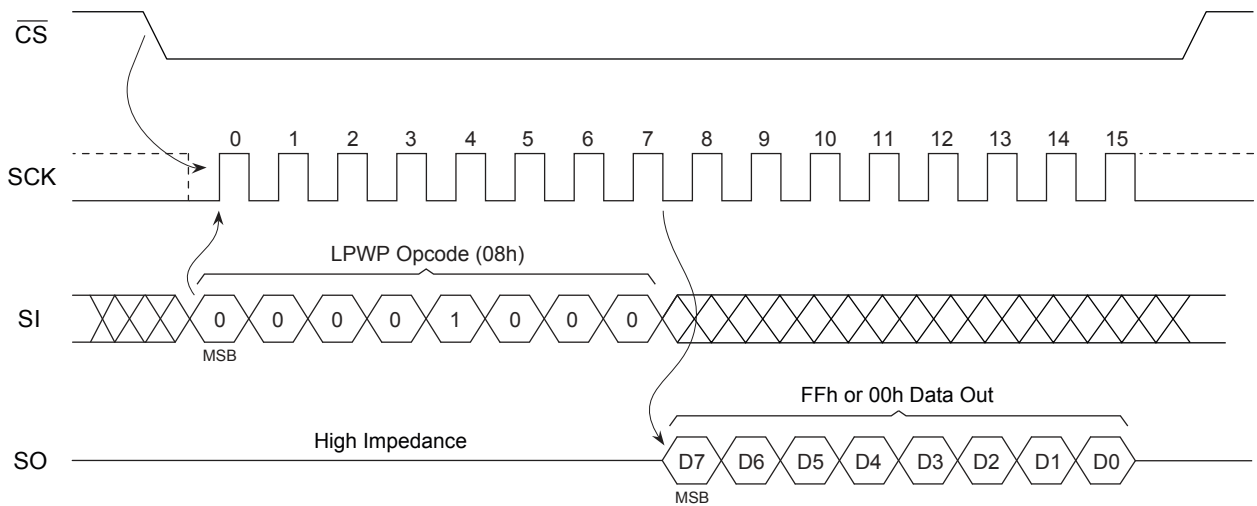 CS
0 1 2 3 4 5 6 7 8 9 10 11 12 13 14 15
SCK
LPWP Opcode (08h)
SI
0 0 0 0 1 0 0 0
MSB
FFh or 00h Data Out
High Impedance
SO
D7 D6 D5 D4 D3 D2 D1 D0
MSB